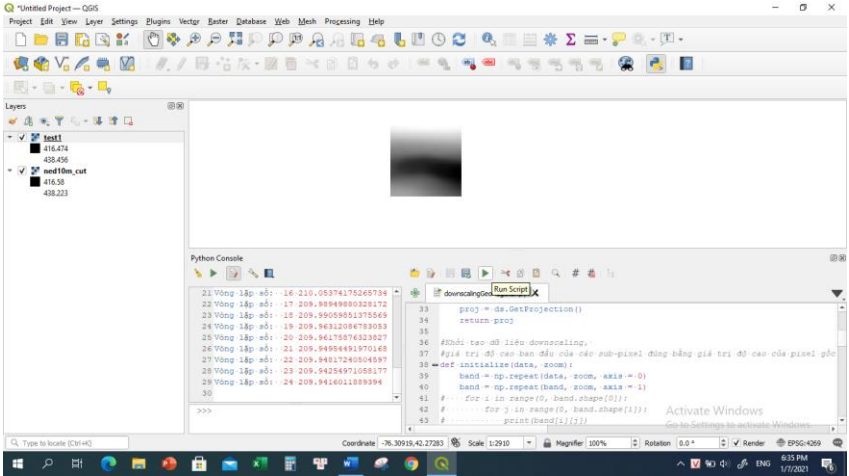 *Untitled Project — QGIS
Project Edit View Layer Settings Plugins Vector Raster Database Web Mesh Processing Help
Layers
test1
416.474
438.456
ned10m_cut
416.58
438.223
Python Console
21 Vòng lặp số: 16 210.05374175265734
22 Vòng lặp số: 17 209.98949880328172
23 Vòng lặp số: 18 209.99059851375569
24 Vòng lặp số: 19 209.96312086783053
25 Vòng lặp số: 20 209.96175876323827
26 Vòng lặp số: 21 209.94954491970168
27 Vòng lặp số: 22 209.94817240504597
28 Vòng lặp số: 23 209.94254971058177
29 Vòng lặp số: 24 209.9416011889394
30
>>>
Run Script
33 proj = ds.GetProjection()
34 return proj
35
36 #Khởi tạo dữ liệu downscaling,
37 #giá trị độ cao ban đầu của các sub-pixel đúng bằng giá trị độ cao của pixel gốc
38 def initialize(data, zoom):
39 band = np.repeat(data, zoom, axis = 0)
40 band = np.repeat(band, zoom, axis = 1)
41 # for i in range(0, band.shape[0]):
42 # for j in range(0, band.shape[1]):
43 # print(band[i][j])
Activate Windows
Go to Settings to activate Windows.
Type to locate (Ctrl+K)
Coordinate -76.30919,42.27283 Scale 1:2910 Magnifier 100% Rotation 0.0 ° Render EPSG:4269
ENG 6:35 PM
1/7/2021